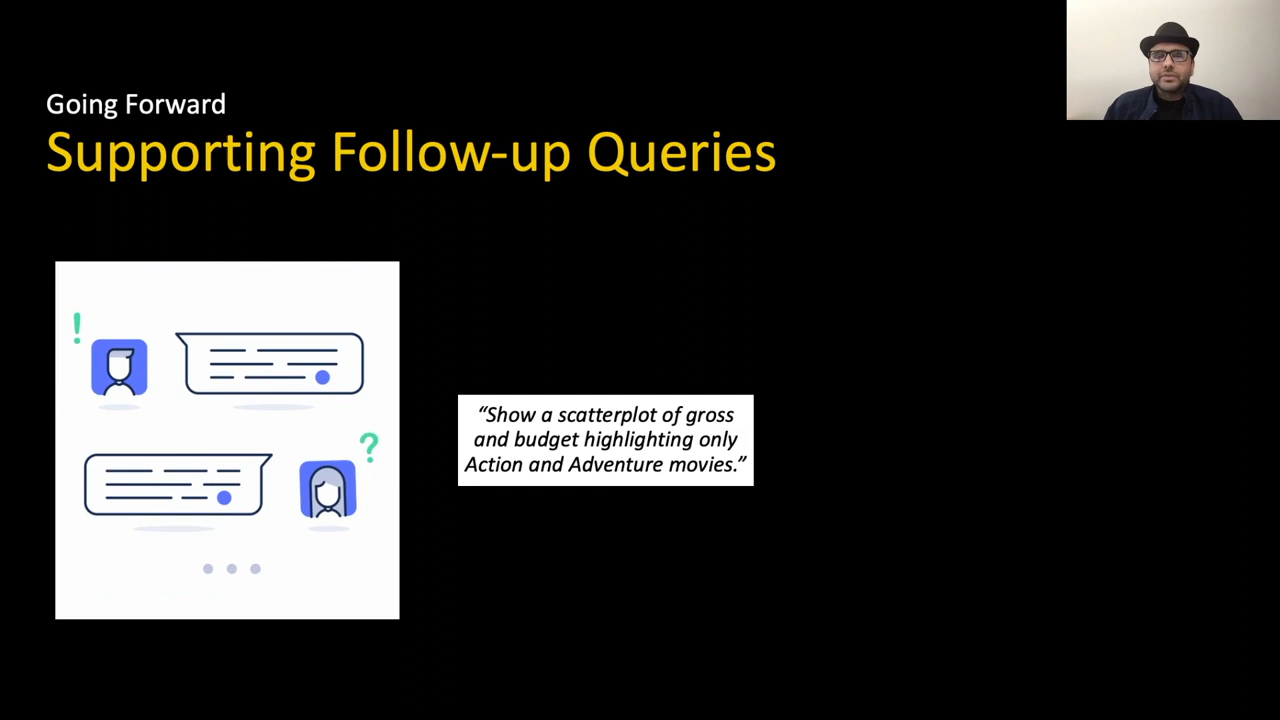 Going Forward
Supporting Follow-up Queries
!
?
“Show a scatterplot of gross
and budget highlighting only
Action and Adventure movies.”